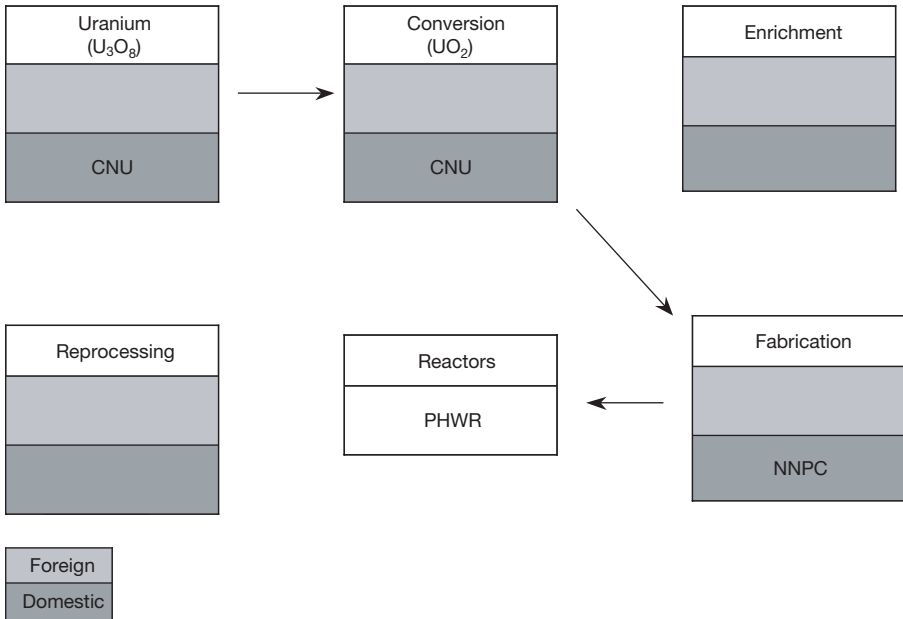 Uranium
(U₃O₈)
CNU
Conversion
(UO₂)
CNU
Enrichment
Reprocessing
Reactors
PHWR
Fabrication
NNPC
Foreign
Domestic